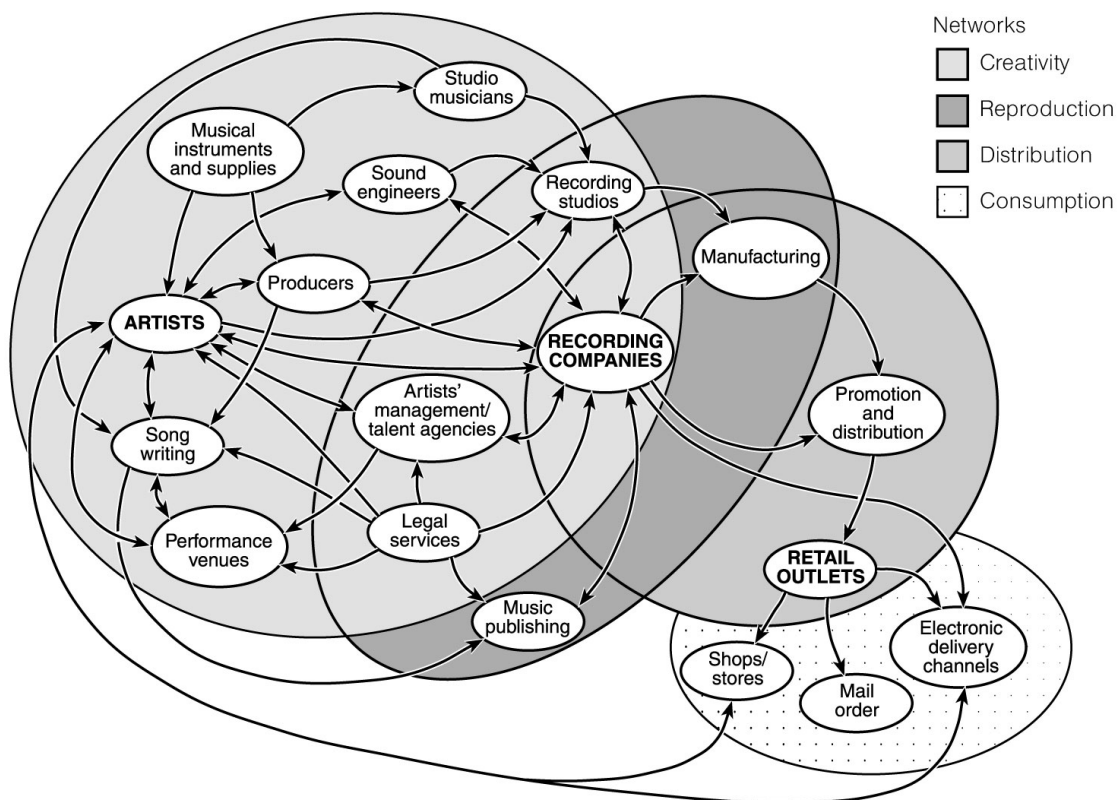 Networks
Creativity
Reproduction
Distribution
Consumption
Studio
musicians
Musical
instruments
and supplies
Sound
engineers
Recording
studios
Manufacturing
Producers
ARTISTS
RECORDING
COMPANIES
Artists'
management/
talent agencies
Promotion
and
distribution
Song
writing
Legal
services
Performance
venues
RETAIL
OUTLETS
Music
publishing
Electronic
delivery
channels
Shops/
stores
Mail
order